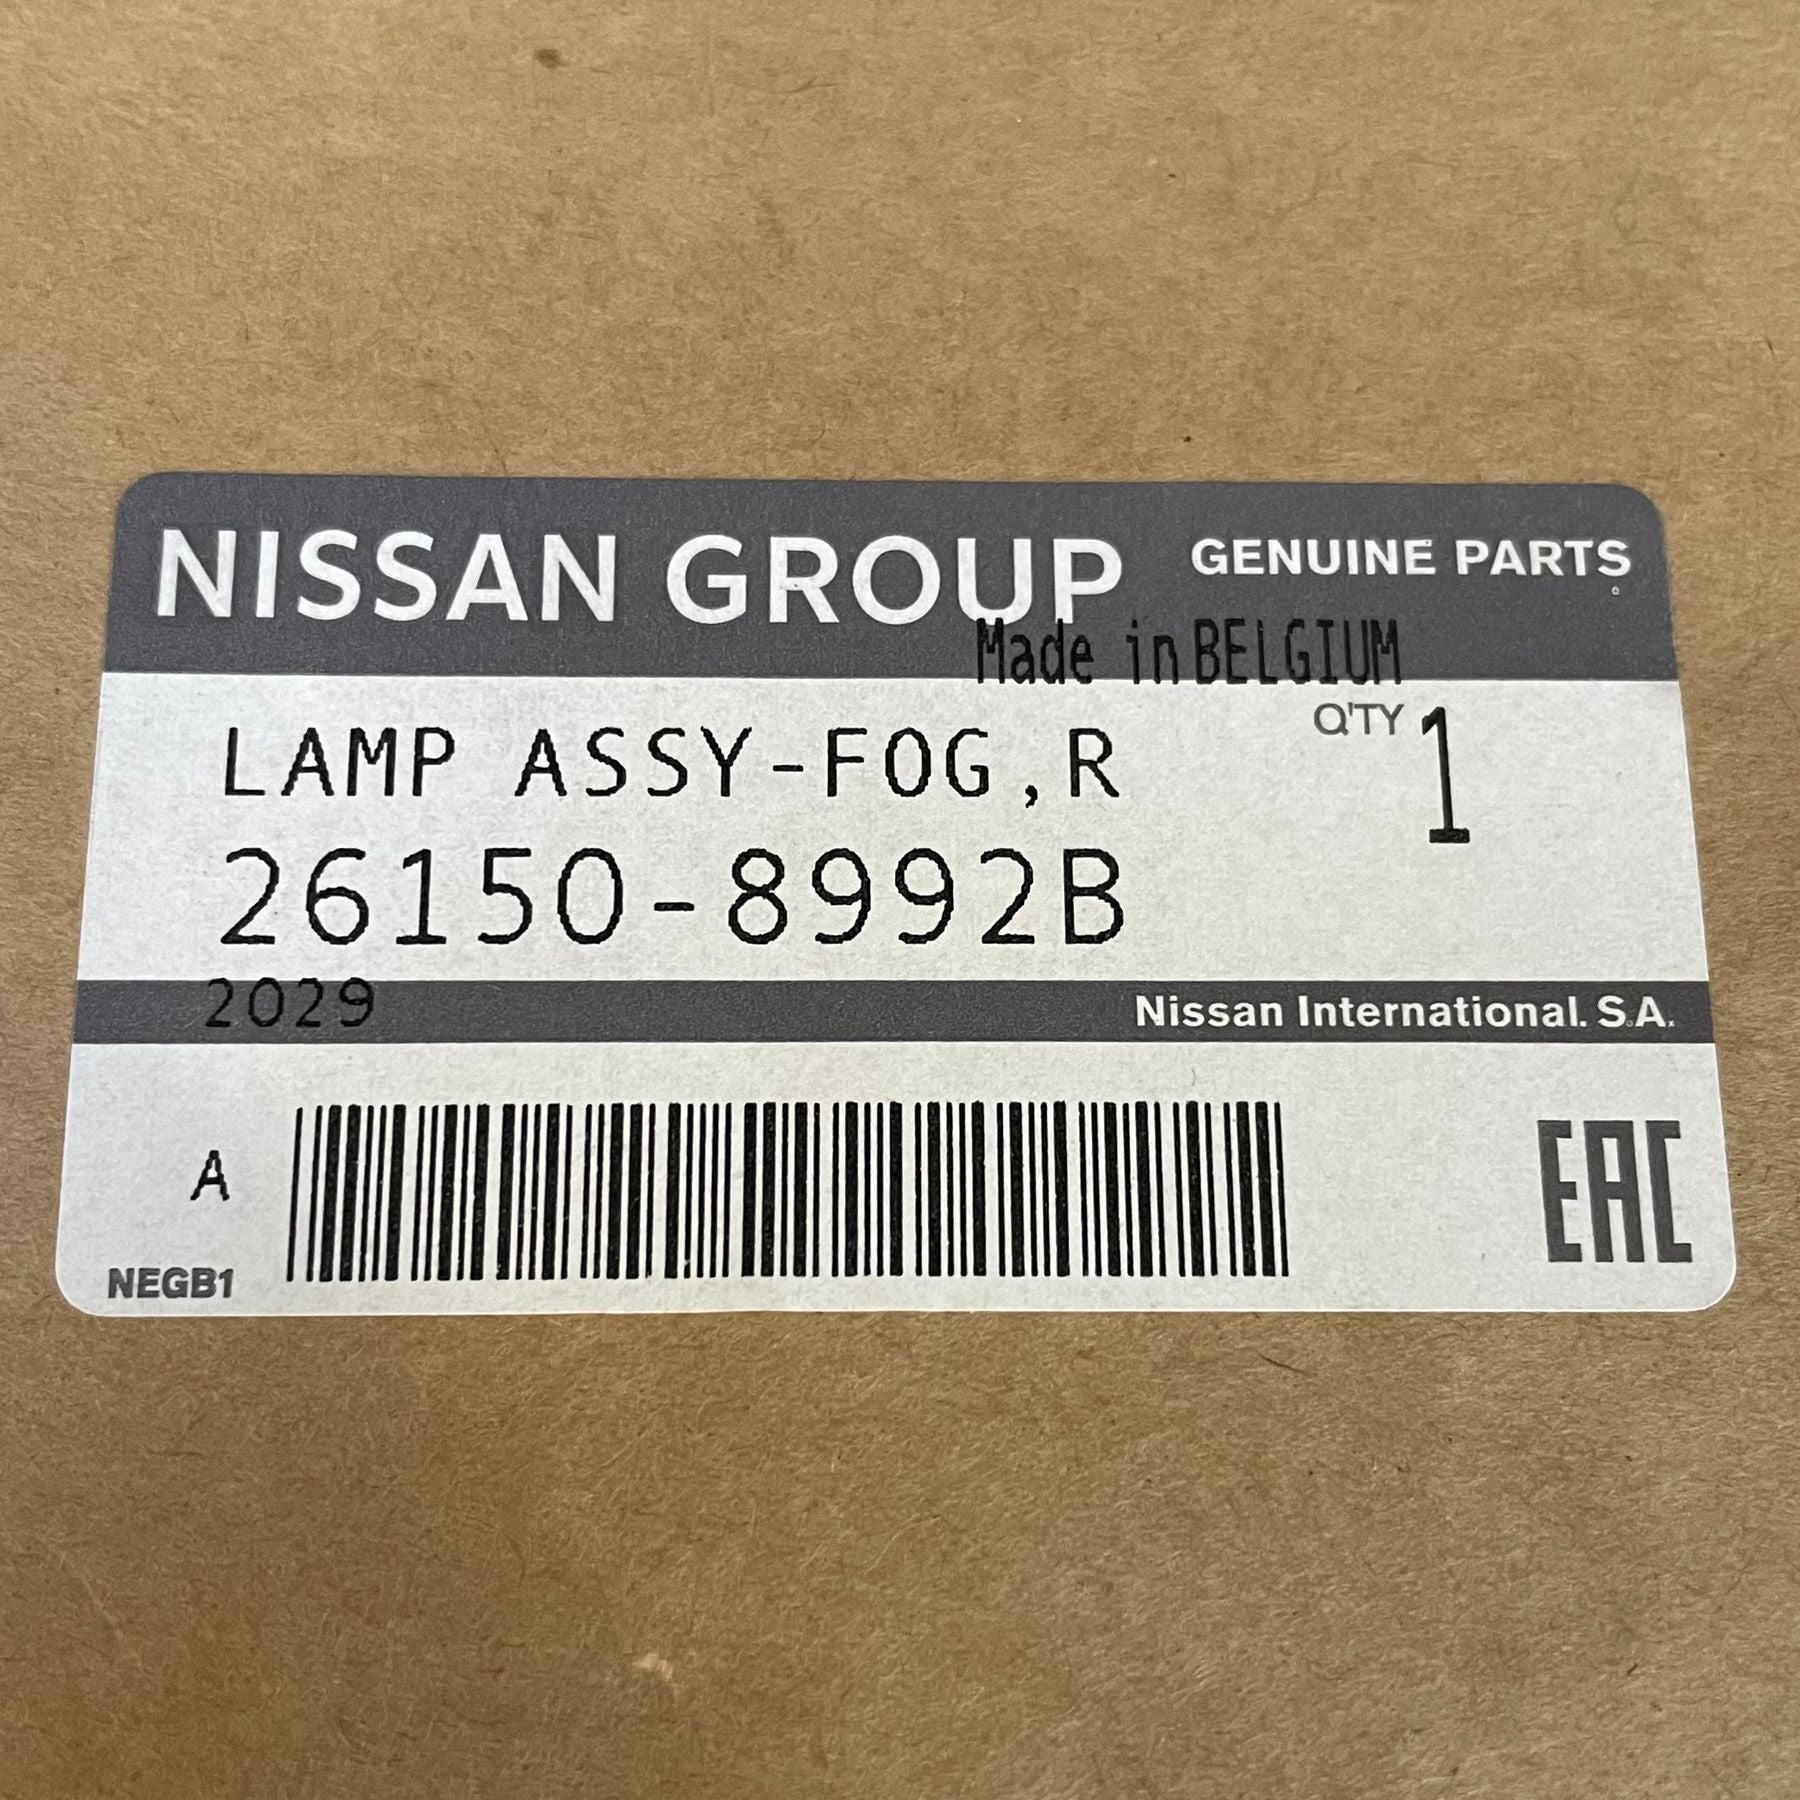 NISSAN GROUP GENUINE PARTS
Made in BELGIUM
LAMP ASSY-FOG,R Q'TY 1
26150-8992B
2029 Nissan International. S.A.
A
NEGB1
EAC